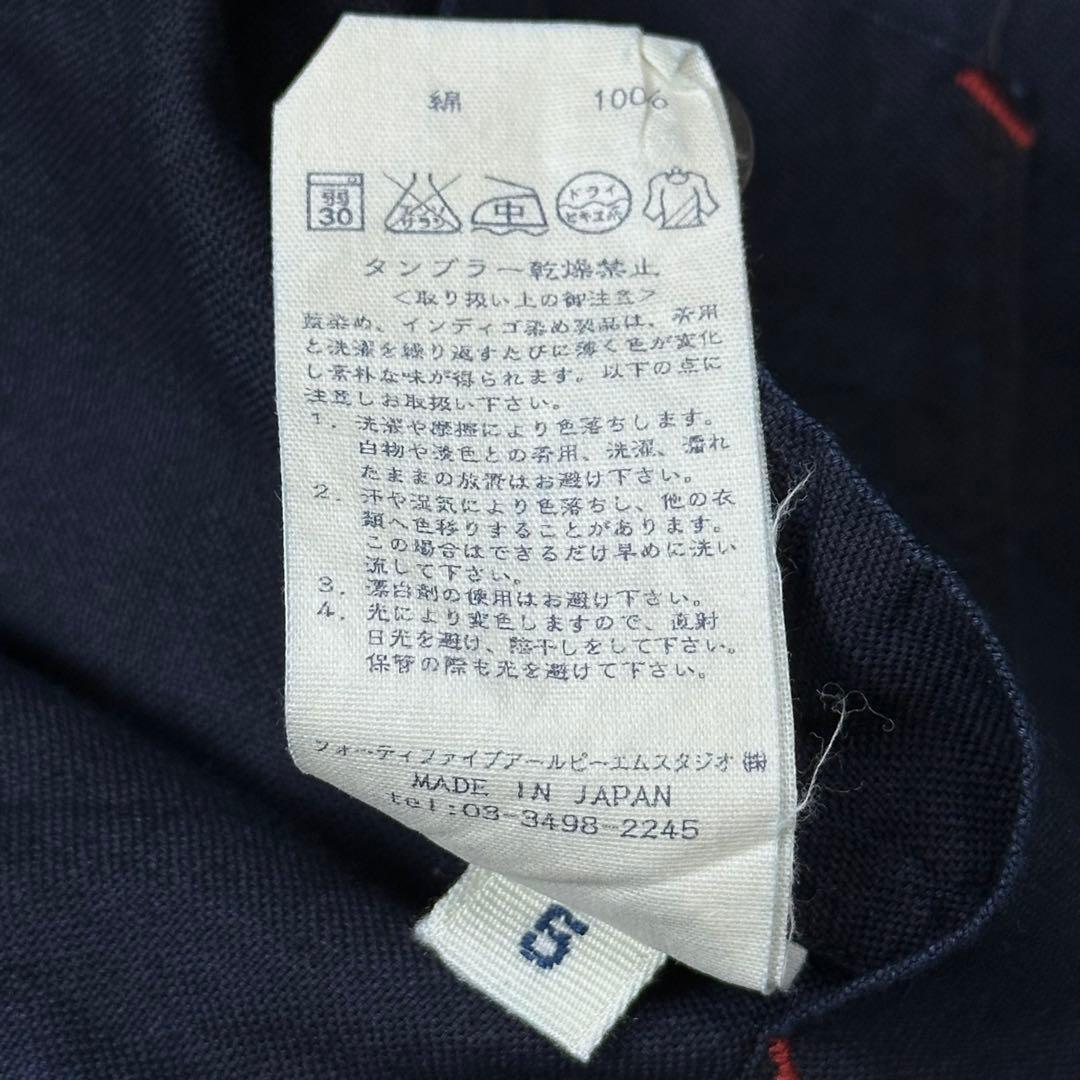 綿 100%
弱
30
エンソ
サラシ
中
ドライ
セキユ系
タンブラー乾燥禁止
<取り扱い上の御注意>
藍染め、インディゴ染め製品は、着用
と洗濯を繰り返すたびに薄く色が変化
し素朴な味が得られます。以下の点に
注意しお取扱い下さい。
1. 洗濯や摩擦により色落ちします。
白物や淡色との着用、洗濯、濡れ
たままの放置はお避け下さい。
2. 汗や湿気により色落ちし、他の衣
類へ色移りすることがあります。
この場合はできるだけ早めに洗い
流して下さい。
3. 漂白剤の使用はお避け下さい。
4. 光により変色しますので、直射
日光を避け、陰干しをして下さい。
保管の際も光を避けて下さい。
フォーティファイブアールピーエムスタジオ㈱
MADE IN JAPAN
tel:03-3498-2245
45